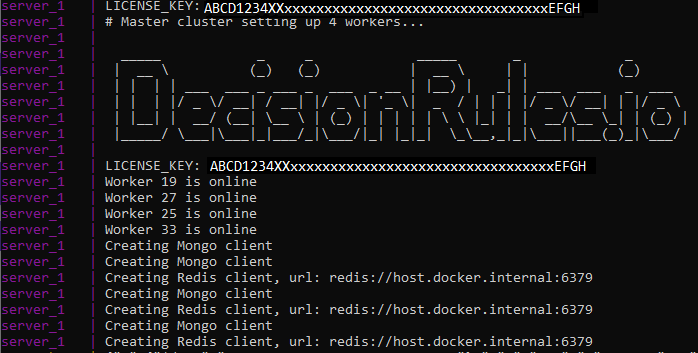 server_1 | LICENSE_KEY: ABCD1234XXxxxxxxxxxxxxxxxxxxxxxxxxxxxxxxxxEFGH
server_1 | # Master cluster setting up 4 workers...
server_1 |
server_1 |
server_1 |
server_1 |
server_1 | DecisionRules.io
server_1 |
server_1 |
server_1 |
server_1 | LICENSE_KEY: ABCD1234XXxxxxxxxxxxxxxxxxxxxxxxxxxxxxxxxxEFGH
server_1 | Worker 19 is online
server_1 | Worker 27 is online
server_1 | Worker 25 is online
server_1 | Worker 33 is online
server_1 | Creating Mongo client
server_1 | Creating Mongo client
server_1 | Creating Redis client, url: redis://host.docker.internal:6379
server_1 | Creating Mongo client
server_1 | Creating Redis client, url: redis://host.docker.internal:6379
server_1 | Creating Mongo client
server_1 | Creating Redis client, url: redis://host.docker.internal:6379